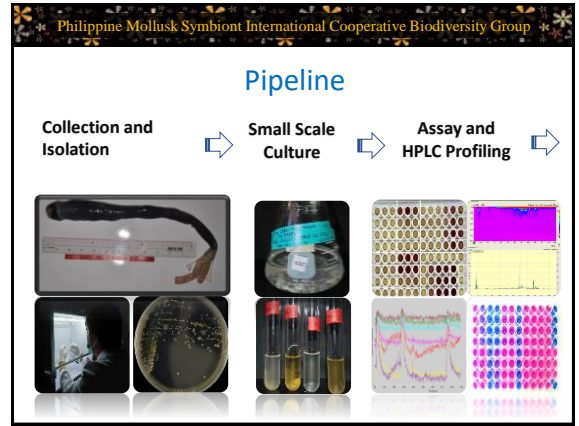 Philippine Mollusk Symbiont International Cooperative Biodiversity Group
Pipeline
Collection and
Isolation
Small Scale
Culture
Assay and
HPLC Profiling